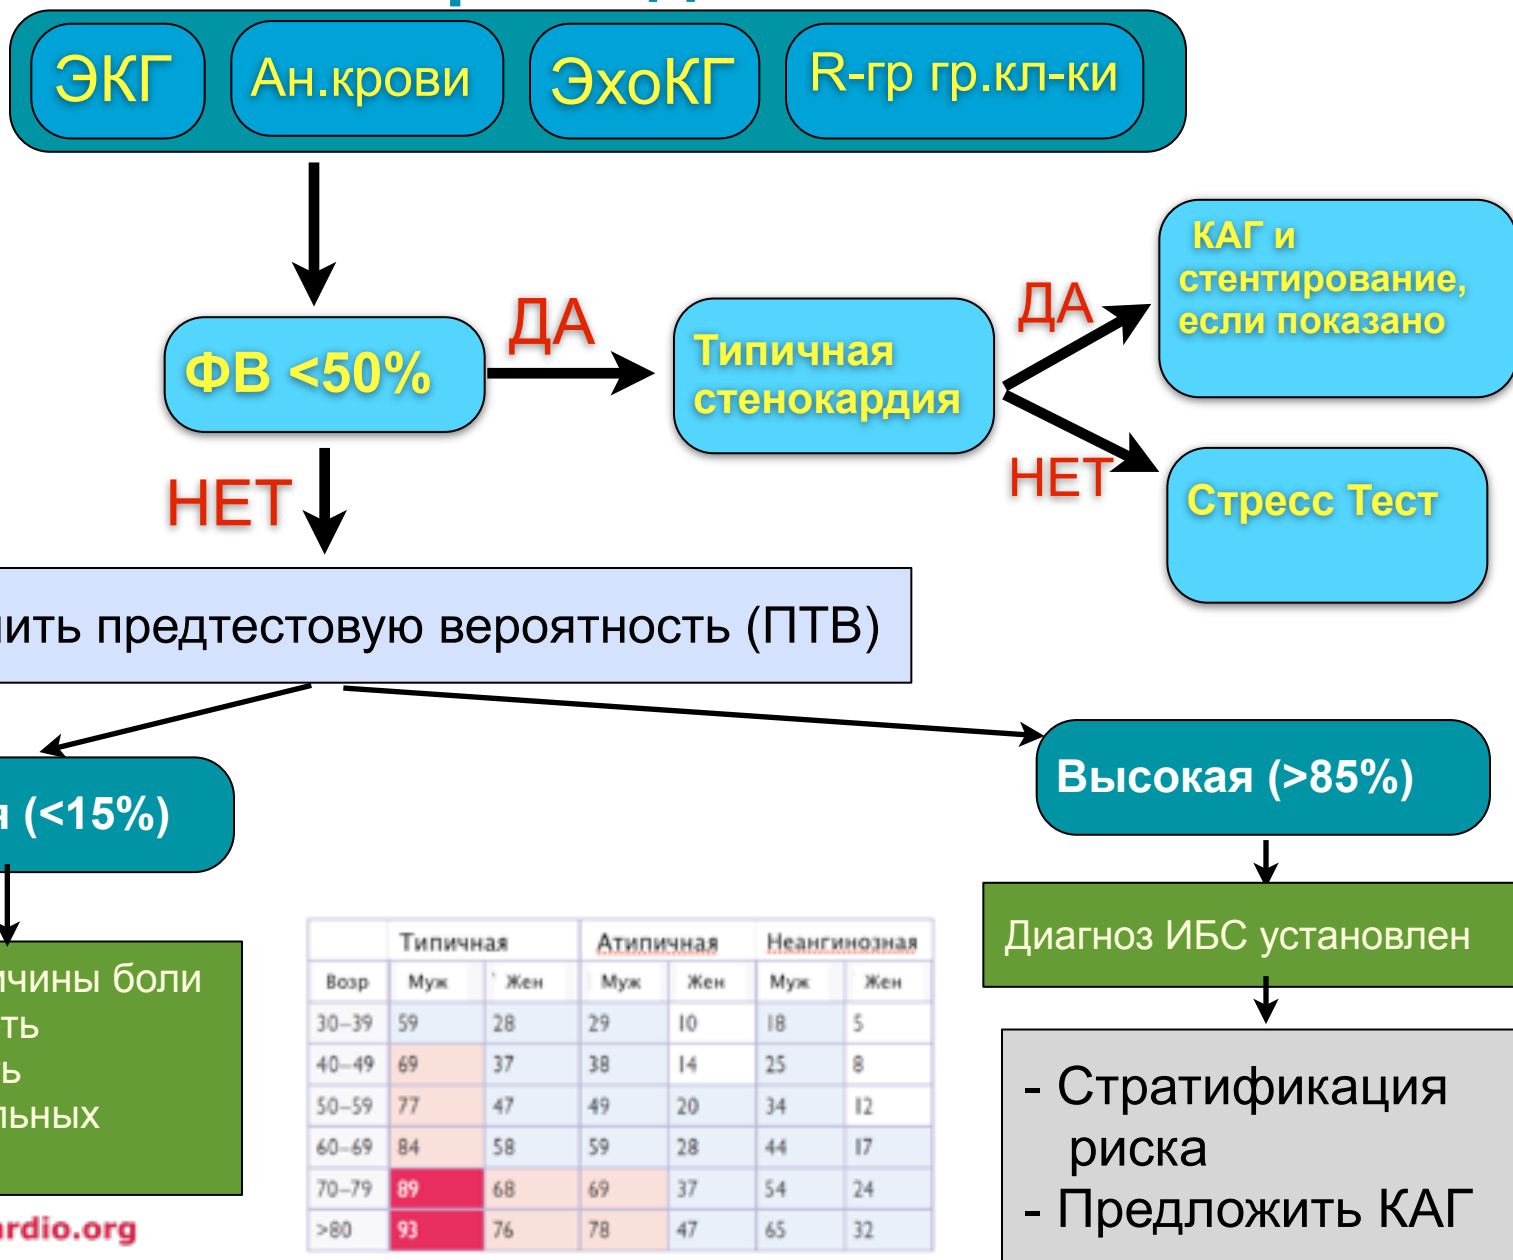 ЭКГ
Ан.крови
ЭхоКГ
R-гр гр.кл-ки
КАГ и
стентирование,
если показано
ДА
ДА
Типичная
стенокардия
ФВ <50%
НЕТ
Стресс Тест
НЕТ
ить предтестовую вероятность (ПТВ)
я (<15%)
Высокая (>85%)
чины боли
ть
ь
льных
Диагноз ИБС установлен
Типичная Атипичная Неангинозная
Возр Муж Жен Муж Жен Муж Жен
30–39 59 28 29 10 18 5
40–49 69 37 38 14 25 8
50–59 77 47 49 20 34 12
60–69 84 58 59 28 44 17
70–79 89 68 69 37 54 24
>80 93 76 78 47 65 32
- Стратификация
риска
- Предложить КАГ
ardio.org